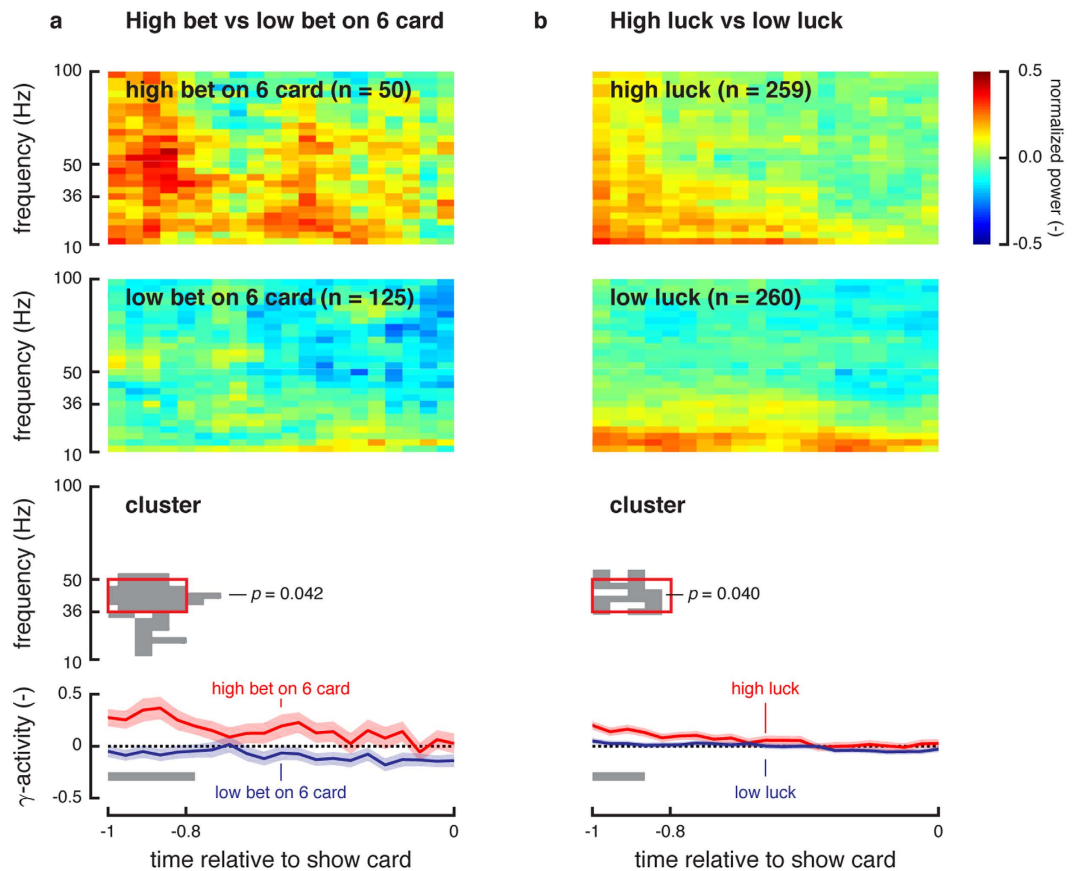 a High bet vs low bet on 6 card
100
50
36
10
frequency (Hz)
high bet on 6 card (n = 50)
100
50
36
10
frequency (Hz)
low bet on 6 card (n = 125)
100
50
36
10
frequency (Hz)
cluster
p = 0.042
0.5
0
-0.5
γ-activity (-)
high bet on 6 card
low bet on 6 card
-1 -0.8 0
time relative to show card
b High luck vs low luck
high luck (n = 259)
0.5
0.0
-0.5
normalized power (-)
low luck (n = 260)
cluster
p = 0.040
high luck
low luck
-1 -0.8 0
time relative to show card